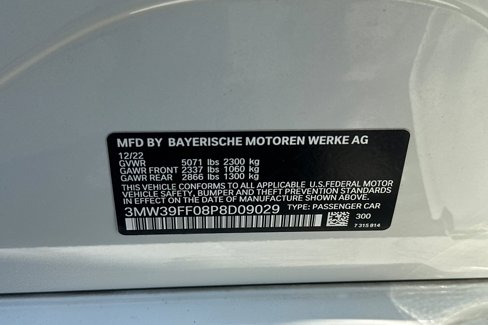 MFD BY BAYERISCHE MOTOREN WERKE AG
12/22
GVWR 5071 lbs 2300 kg
GAWR FRONT 2337 lbs 1060 kg
GAWR REAR 2866 lbs 1300 kg
THIS VEHICLE CONFORMS TO ALL APPLICABLE U.S.FEDERAL MOTOR
VEHICLE SAFETY, BUMPER AND THEFT PREVENTION STANDARDS
IN EFFECT ON THE DATE OF MANUFACTURE SHOWN ABOVE.
3MW39FF08P8D09029 TYPE: PASSENGER CAR
300
7 315 814